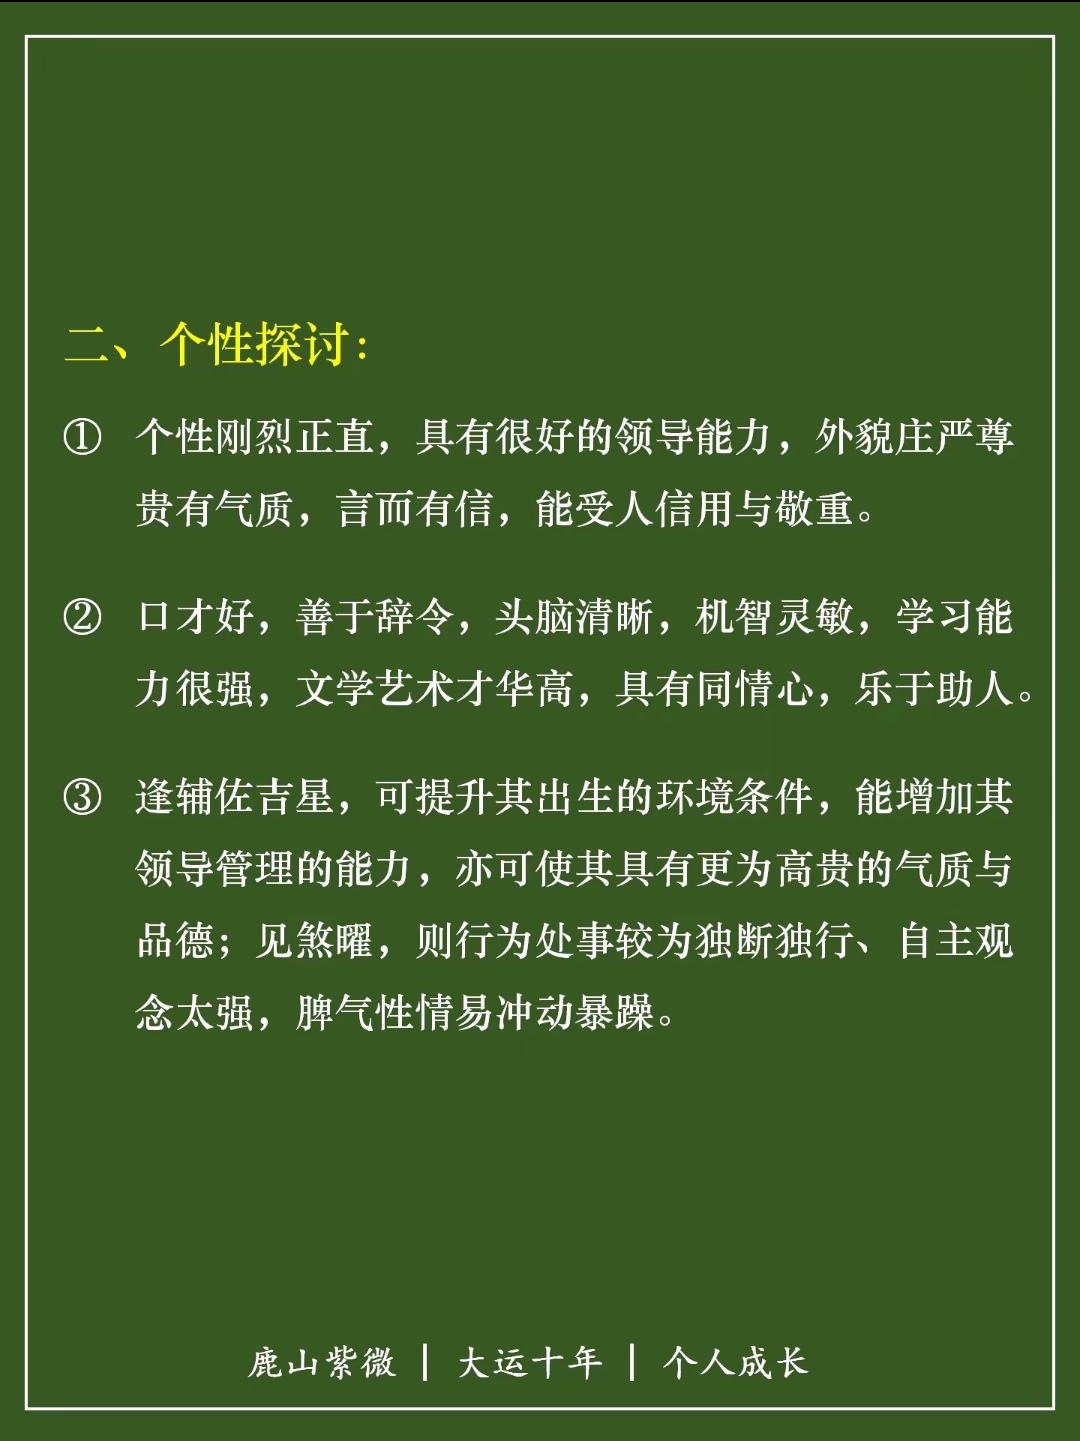 二、个性探讨：
① 个性刚烈正直，具有很好的领导能力，外貌庄严尊
贵有气质，言而有信，能受人信用与敬重。
② 口才好，善于辞令，头脑清晰，机智灵敏，学习能
力很强，文学艺术才华高，具有同情心，乐于助人。
③ 逢辅佐吉星，可提升其出生的环境条件，能增加其
领导管理的能力，亦可使其具有更为高贵的气质与
品德；见煞曜，则行为处事较为独断独行、自主观
念太强，脾气性情易冲动暴躁。
鹿山紫微 | 大运十年 | 个人成长